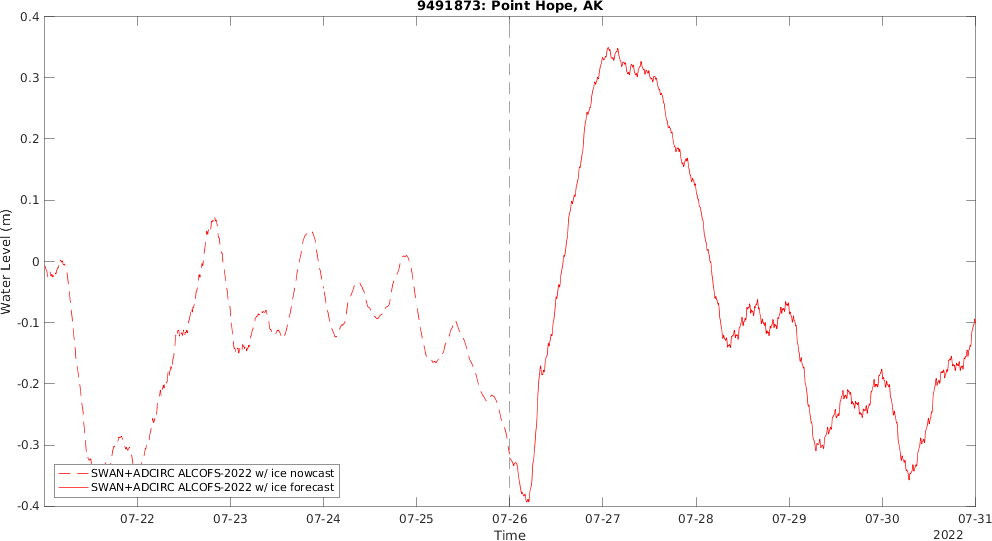 9491873: Point Hope, AK
0.4
0.3
0.2
0.1
0
-0.1
-0.2
-0.3
-0.4
Water Level (m)
SWAN+ADCIRC ALCOFS-2022 w/ ice nowcast
SWAN+ADCIRC ALCOFS-2022 w/ ice forecast
07-22 07-23 07-24 07-25 07-26 07-27 07-28 07-29 07-30 07-31
Time
2022